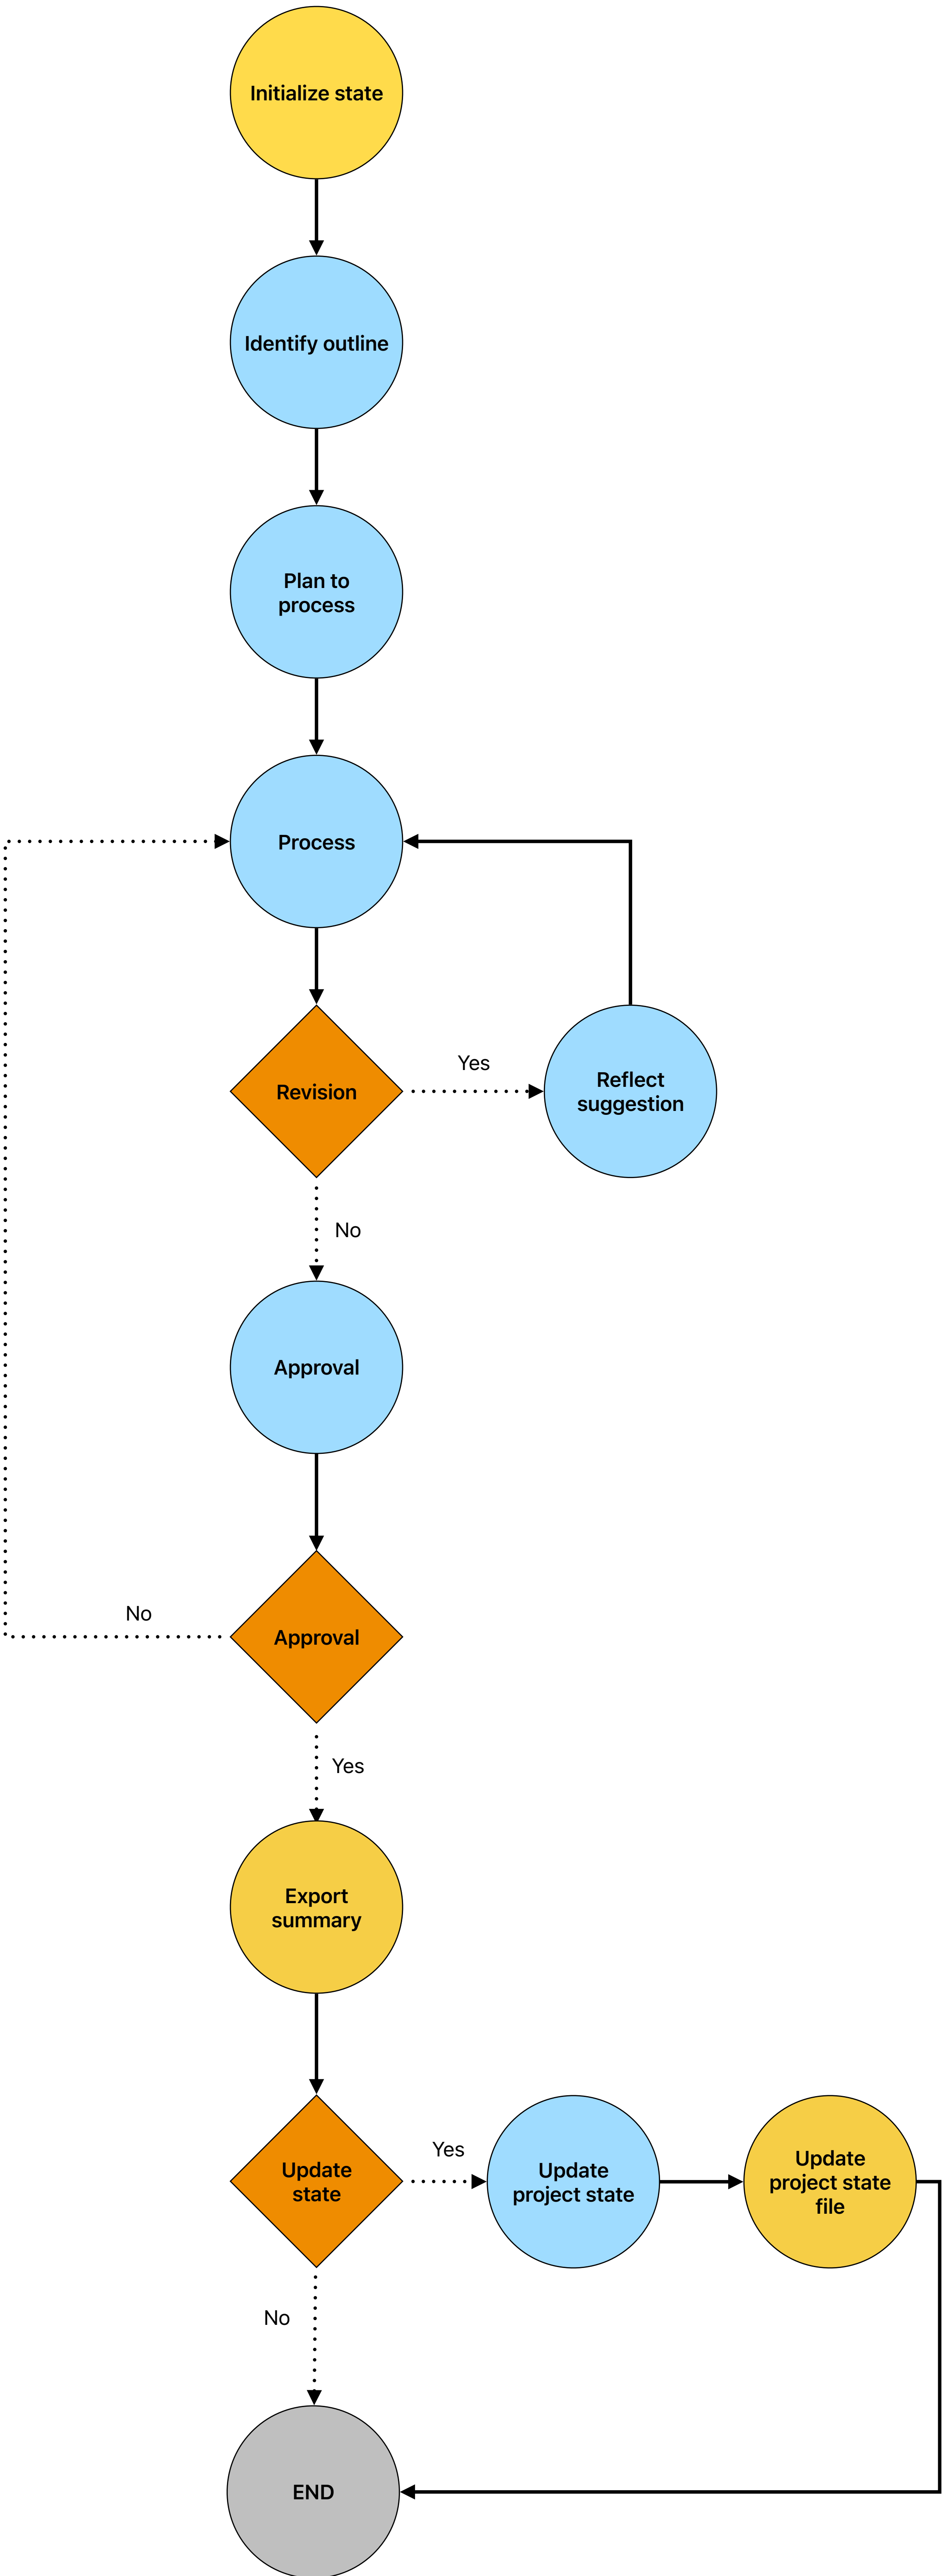 Initialize state
Identify outline
Plan to
process
Process
Revision
Yes
Reflect
suggestion
No
Approval
No
Approval
Yes
Export
summary
Update
state
Yes
Update
project state
Update
project state
file
No
END